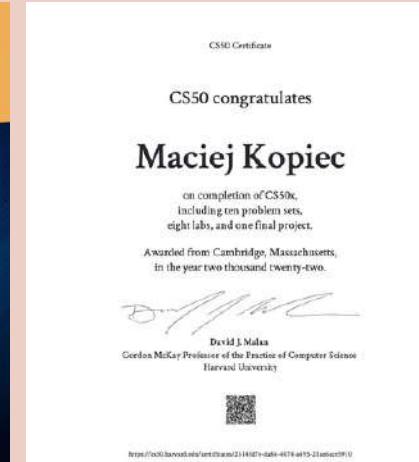 CS50 Certificate
CS50 congratulates
Maciej Kopiec
on completion of CS50x,
including ten problem sets,
eight labs, and one final project.
Awarded from Cambridge, Massachusetts,
in the year two thousand twenty-two.
David J. Malan
Gordon McKay Professor of the Practice of Computer Science
Harvard University